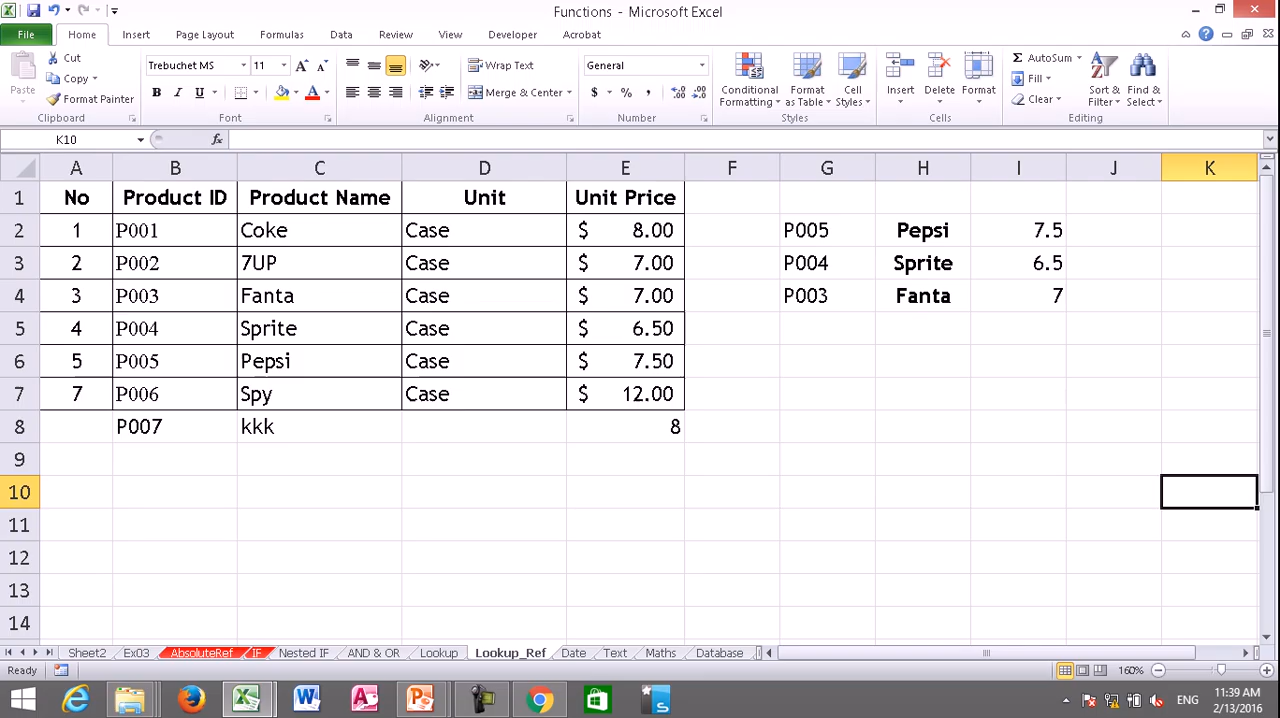 Functions - Microsoft Excel
File Home Insert Page Layout Formulas Data Review View Developer Acrobat
Cut
Copy
Format Painter
Paste
Clipboard
Trebuchet MS 11
B I U
Font
Wrap Text
Merge & Center
Alignment
General
$ % ,
Number
Conditional Formatting
Format as Table
Cell Styles
Styles
Insert Delete Format
Cells
Σ AutoSum
Fill
Clear
Sort & Filter
Find & Select
Editing
K10 fx
A B C D E F G H I J K
1 No Product ID Product Name Unit Unit Price
2 1 P001 Coke Case $ 8.00 P005 Pepsi 7.5
3 2 P002 7UP Case $ 7.00 P004 Sprite 6.5
4 3 P003 Fanta Case $ 7.00 P003 Fanta 7
5 4 P004 Sprite Case $ 6.50
6 5 P005 Pepsi Case $ 7.50
7 7 P006 Spy Case $ 12.00
8 P007 kkk 8
9
10
11
12
13
14
Sheet2 Ex03 AbsoluteRef IF Nested IF AND & OR Lookup Lookup_Ref Date Text Maths Database
Ready 160%
ENG 11:39 AM
2/13/2016